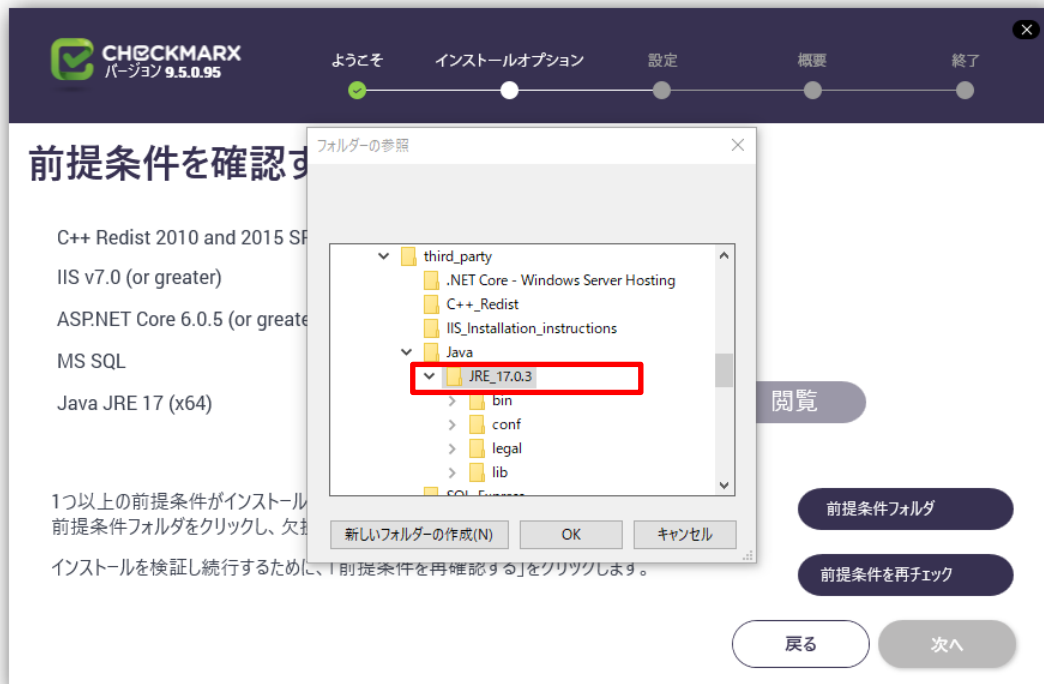 CHECKMARX
バージョン 9.5.0.95
ようこそ
インストールオプション
設定
概要
終了
前提条件を確認す
フォルダーの参照
C++ Redist 2010 and 2015 SP
IIS v7.0 (or greater)
ASP.NET Core 6.0.5 (or greate
MS SQL
Java JRE 17 (x64)
third_party
.NET Core - Windows Server Hosting
C++_Redist
IIS_Installation_instructions
Java
JRE_17.0.3
bin
conf
legal
lib
SQL_Express
閲覧
1つ以上の前提条件がインストール
前提条件フォルダをクリックし、欠
新しいフォルダーの作成(N)
OK
キャンセル
インストールを検証し続行するために、「前提条件を再確認する」をクリックします。
前提条件フォルダ
前提条件を再チェック
戻る
次へ